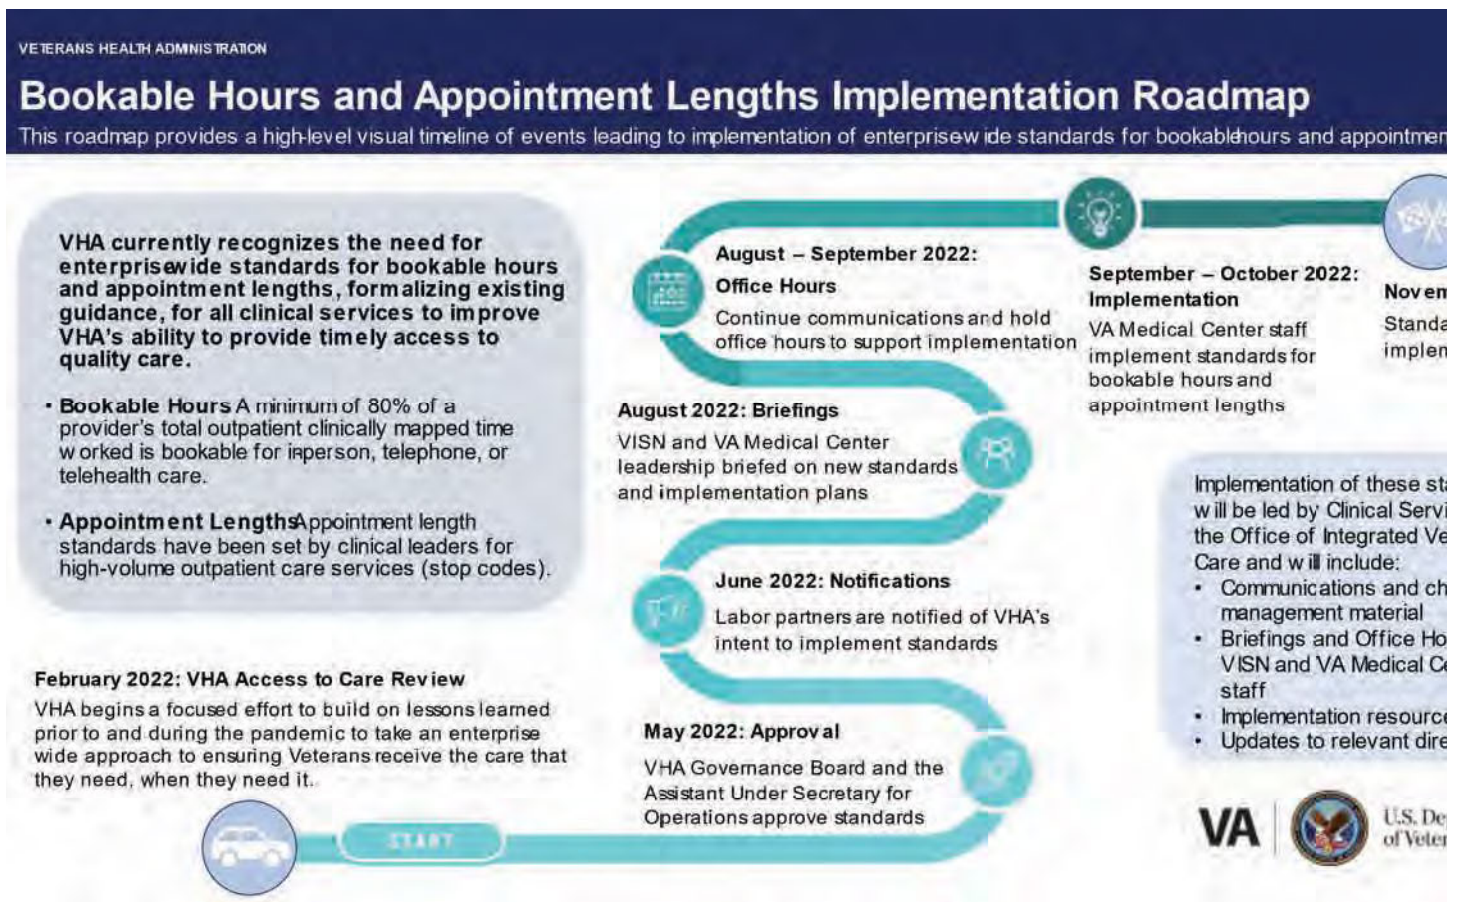 VETERANS HEALTH ADMINISTRATION
Bookable Hours and Appointment Lengths Implementation Roadmap
This roadmap provides a high-level visual timeline of events leading to implementation of enterprise-wide standards for bookable hours and appointmen
VHA currently recognizes the need for
enterprisewide standards for bookable hours
and appointment lengths, formalizing existing
guidance, for all clinical services to improve
VHA's ability to provide timely access to
quality care.
• Bookable Hours A minimum of 80% of a
provider's total outpatient clinically mapped time
worked is bookable for inperson, telephone, or
telehealth care.
• Appointment Lengths Appointment length
standards have been set by clinical leaders for
high-volume outpatient care services (stop codes).
February 2022: VHA Access to Care Review
VHA begins a focused effort to build on lessons learned
prior to and during the pandemic to take an enterprise
wide approach to ensuring Veterans receive the care that
they need, when they need it.
START
May 2022: Approval
VHA Governance Board and the
Assistant Under Secretary for
Operations approve standards
June 2022: Notifications
Labor partners are notified of VHA's
intent to implement standards
August 2022: Briefings
VISN and VA Medical Center
leadership briefed on new standards
and implementation plans
August – September 2022:
Office Hours
Continue communications and hold
office hours to support implementation
September – October 2022:
Implementation
VA Medical Center staff
implement standards for
bookable hours and
appointment lengths
Novem
Standa
implem
Implementation of these sta
will be led by Clinical Servi
the Office of Integrated Ve
Care and will include:
• Communications and ch
management material
• Briefings and Office Ho
VISN and VA Medical Ce
staff
• Implementation resource
• Updates to relevant dire
VA
U.S. De
of Veter